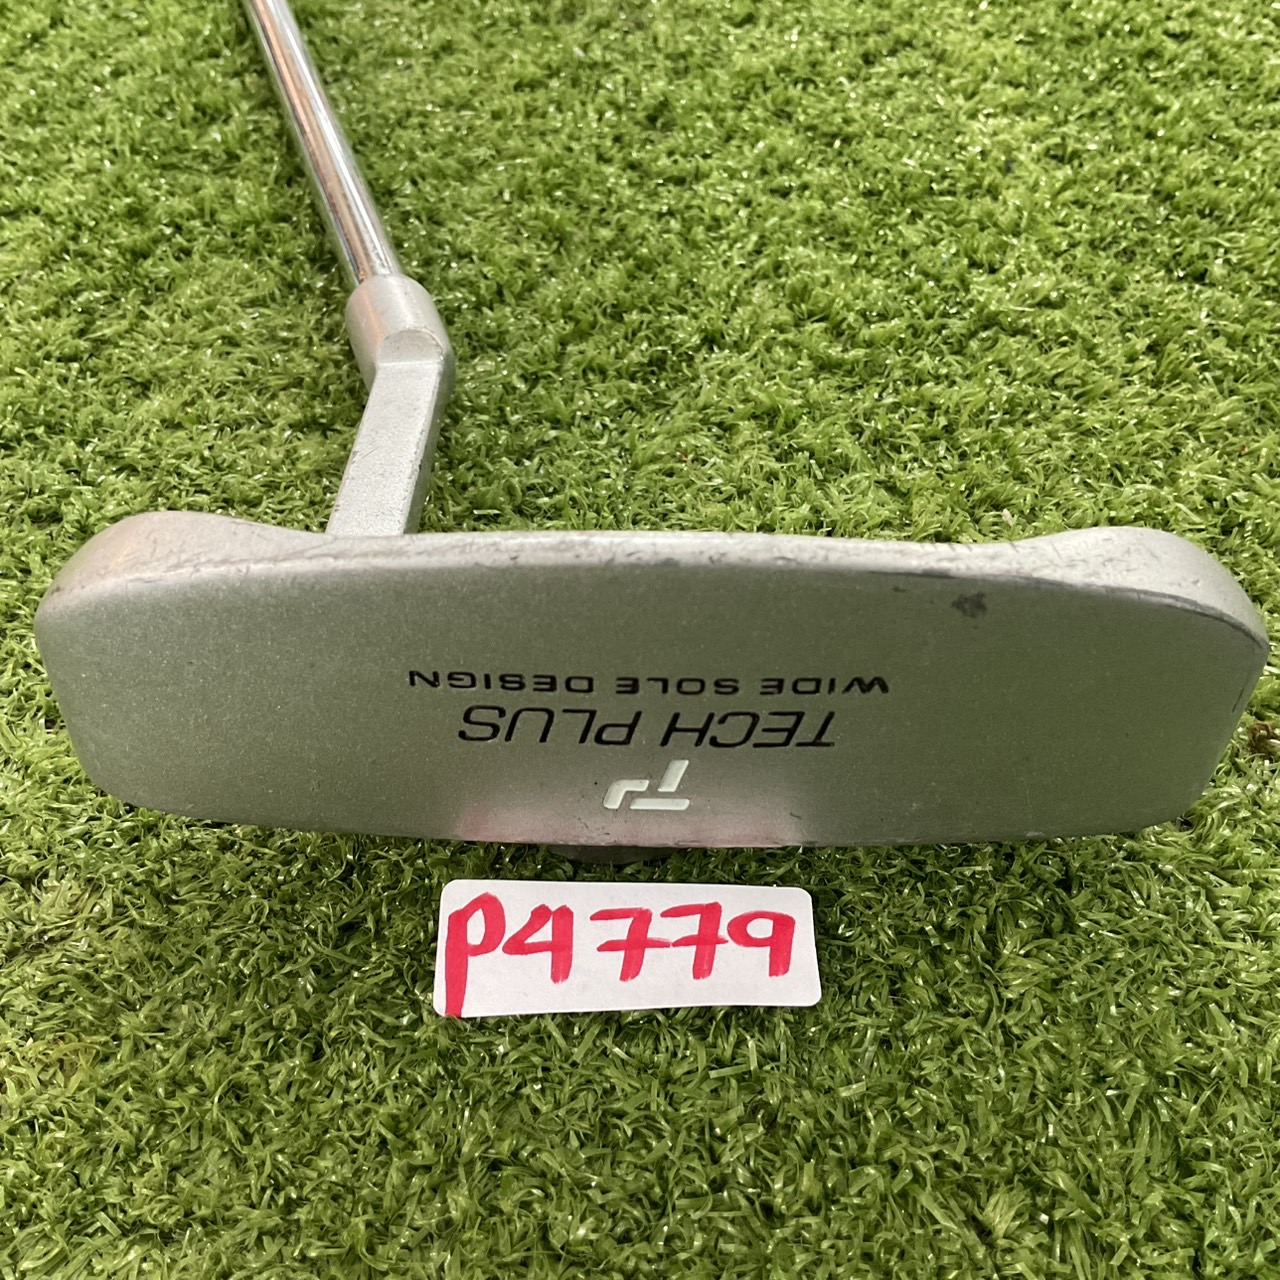 TP
TECH PLUS
WIDE SOLE DESIGN
P4779